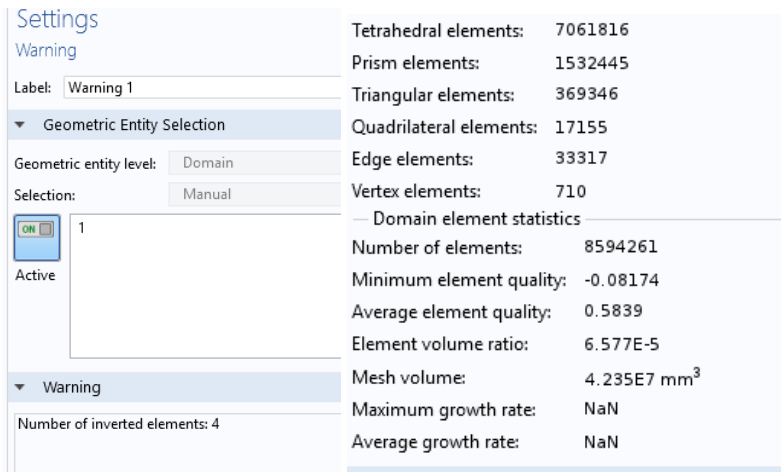 Settings
Warning
Label: Warning 1
Geometric Entity Selection
Geometric entity level: Domain
Selection: Manual
ON
1
Active
Warning
Number of inverted elements: 4
Tetrahedral elements: 7061816
Prism elements: 1532445
Triangular elements: 369346
Quadrilateral elements: 17155
Edge elements: 33317
Vertex elements: 710
Domain element statistics
Number of elements: 8594261
Minimum element quality: -0.08174
Average element quality: 0.5839
Element volume ratio: 6.577E-5
Mesh volume: 4.235E7 mm³
Maximum growth rate: NaN
Average growth rate: NaN